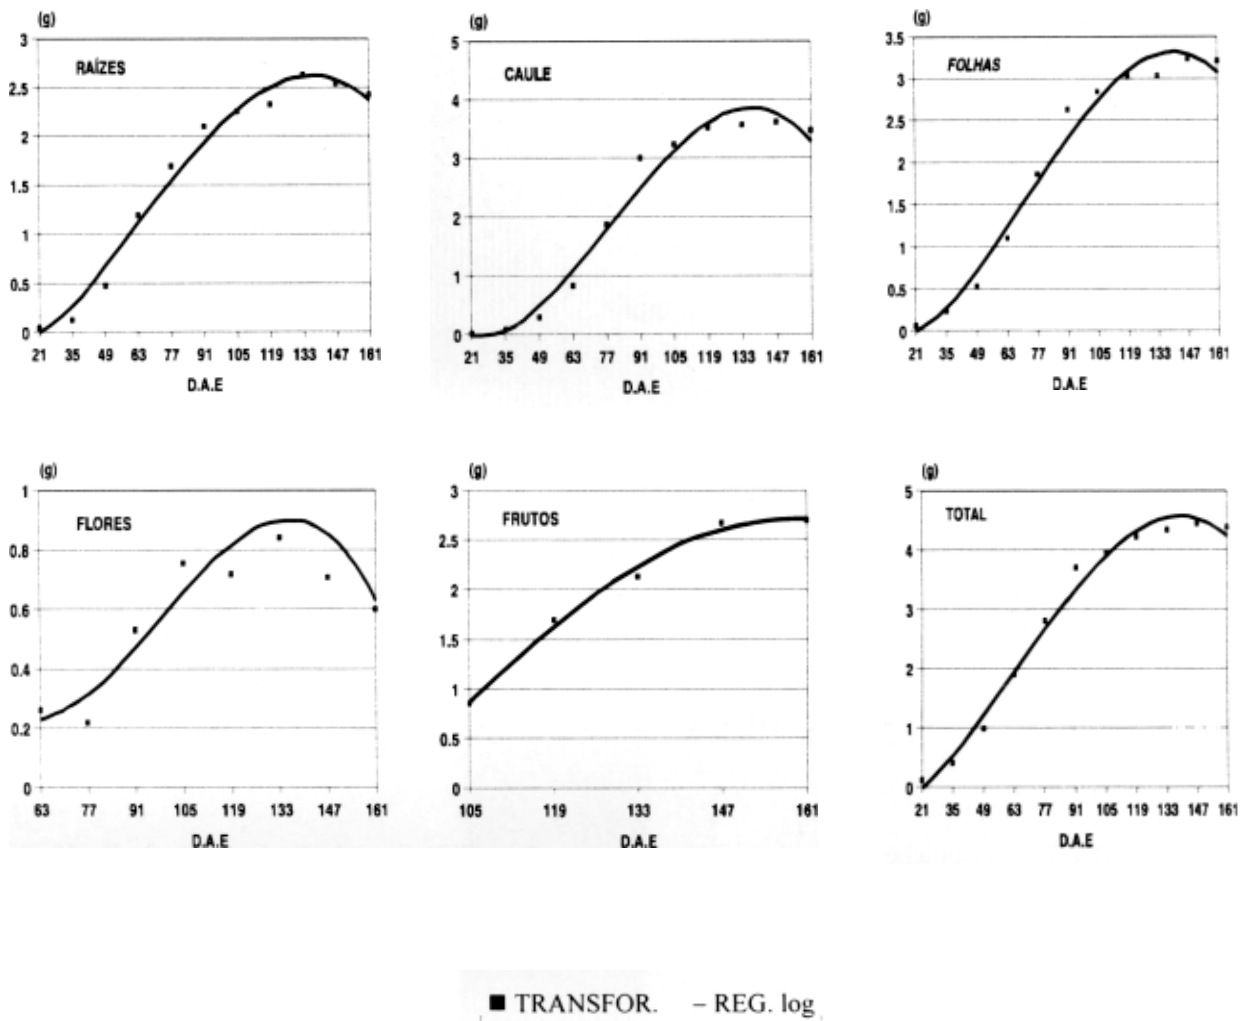 (g)
RAÍZES
3
2.5
2
1.5
1
0.5
0
21 35 49 63 77 91 105 119 133 147 161
D.A.E
(g)
CAULE
5
4
3
2
1
0
21 35 49 63 77 91 105 119 133 147 161
D.A.E
(g)
FOLHAS
3.5
3
2.5
2
1.5
1
0.5
0
21 35 49 63 77 91 105 119 133 147 161
D.A.E
(g)
FLORES
1
0.8
0.6
0.4
0.2
0
63 77 91 105 119 133 147 161
D.A.E
(g)
FRUTOS
3
2.5
2
1.5
1
0.5
0
105 119 133 147 161
D.A.E
(g)
TOTAL
5
4
3
2
1
0
21 35 49 63 77 91 105 119 133 147 161
D.A.E
■ TRANSFOR. – REG. log